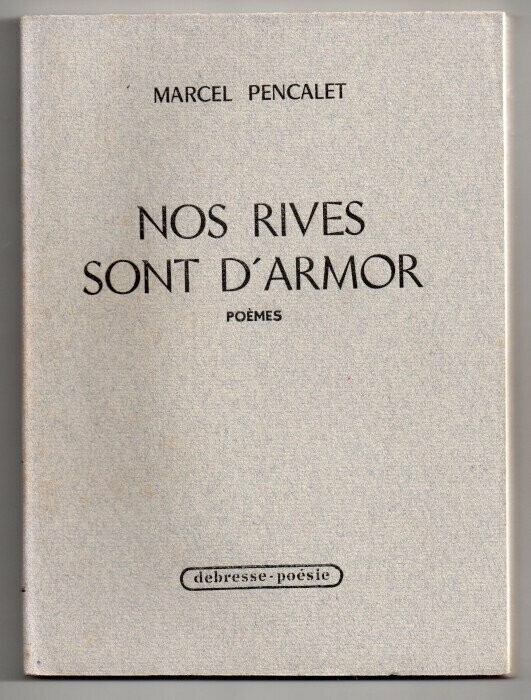 MARCEL PENCALET
NOS RIVES
SONT D'ARMOR
POÈMES
debresse-poésie